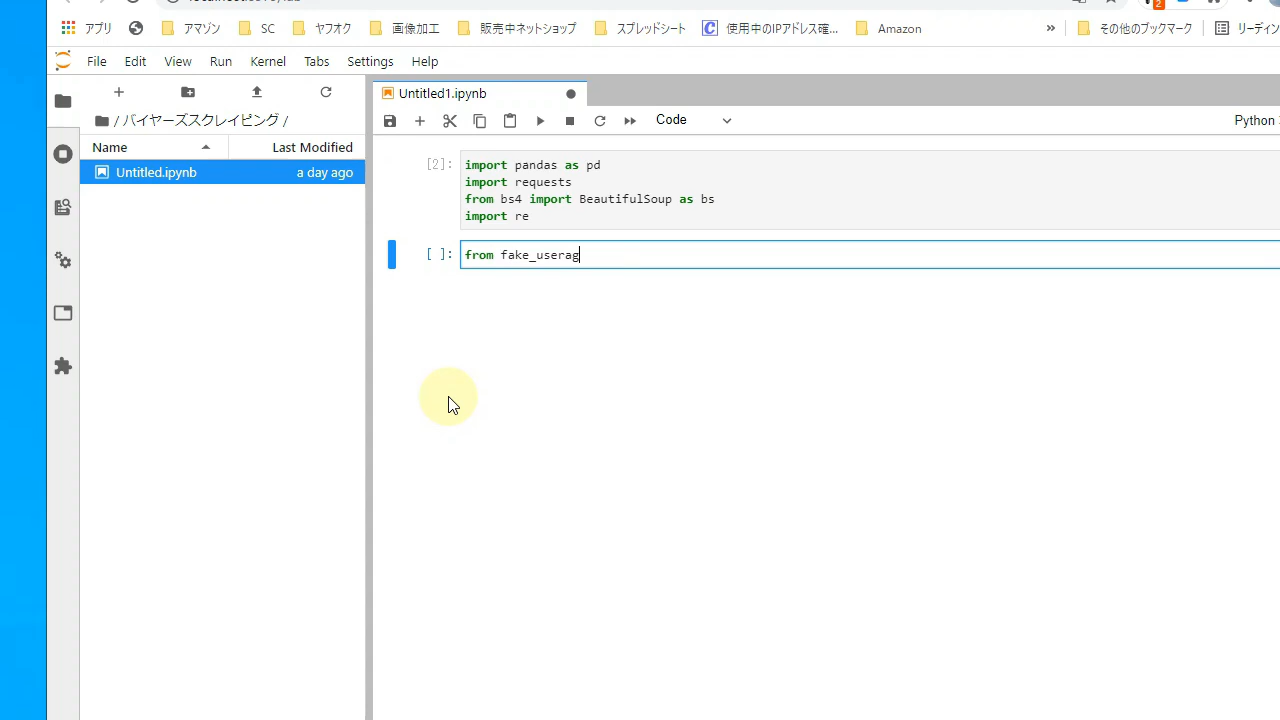 アプリ アマゾン SC ヤフオク 画像加工 販売中ネットショップ スプレッドシート 使用中のIPアドレス確... Amazon » その他のブックマーク リーディン
File Edit View Run Kernel Tabs Settings Help
Untitled1.ipynb
/ バイヤーズスクレイピング /
Code
Python
Name Last Modified
Untitled.ipynb a day ago
[2]: import pandas as pd
import requests
from bs4 import BeautifulSoup as bs
import re
[ ]: from fake_userag
2